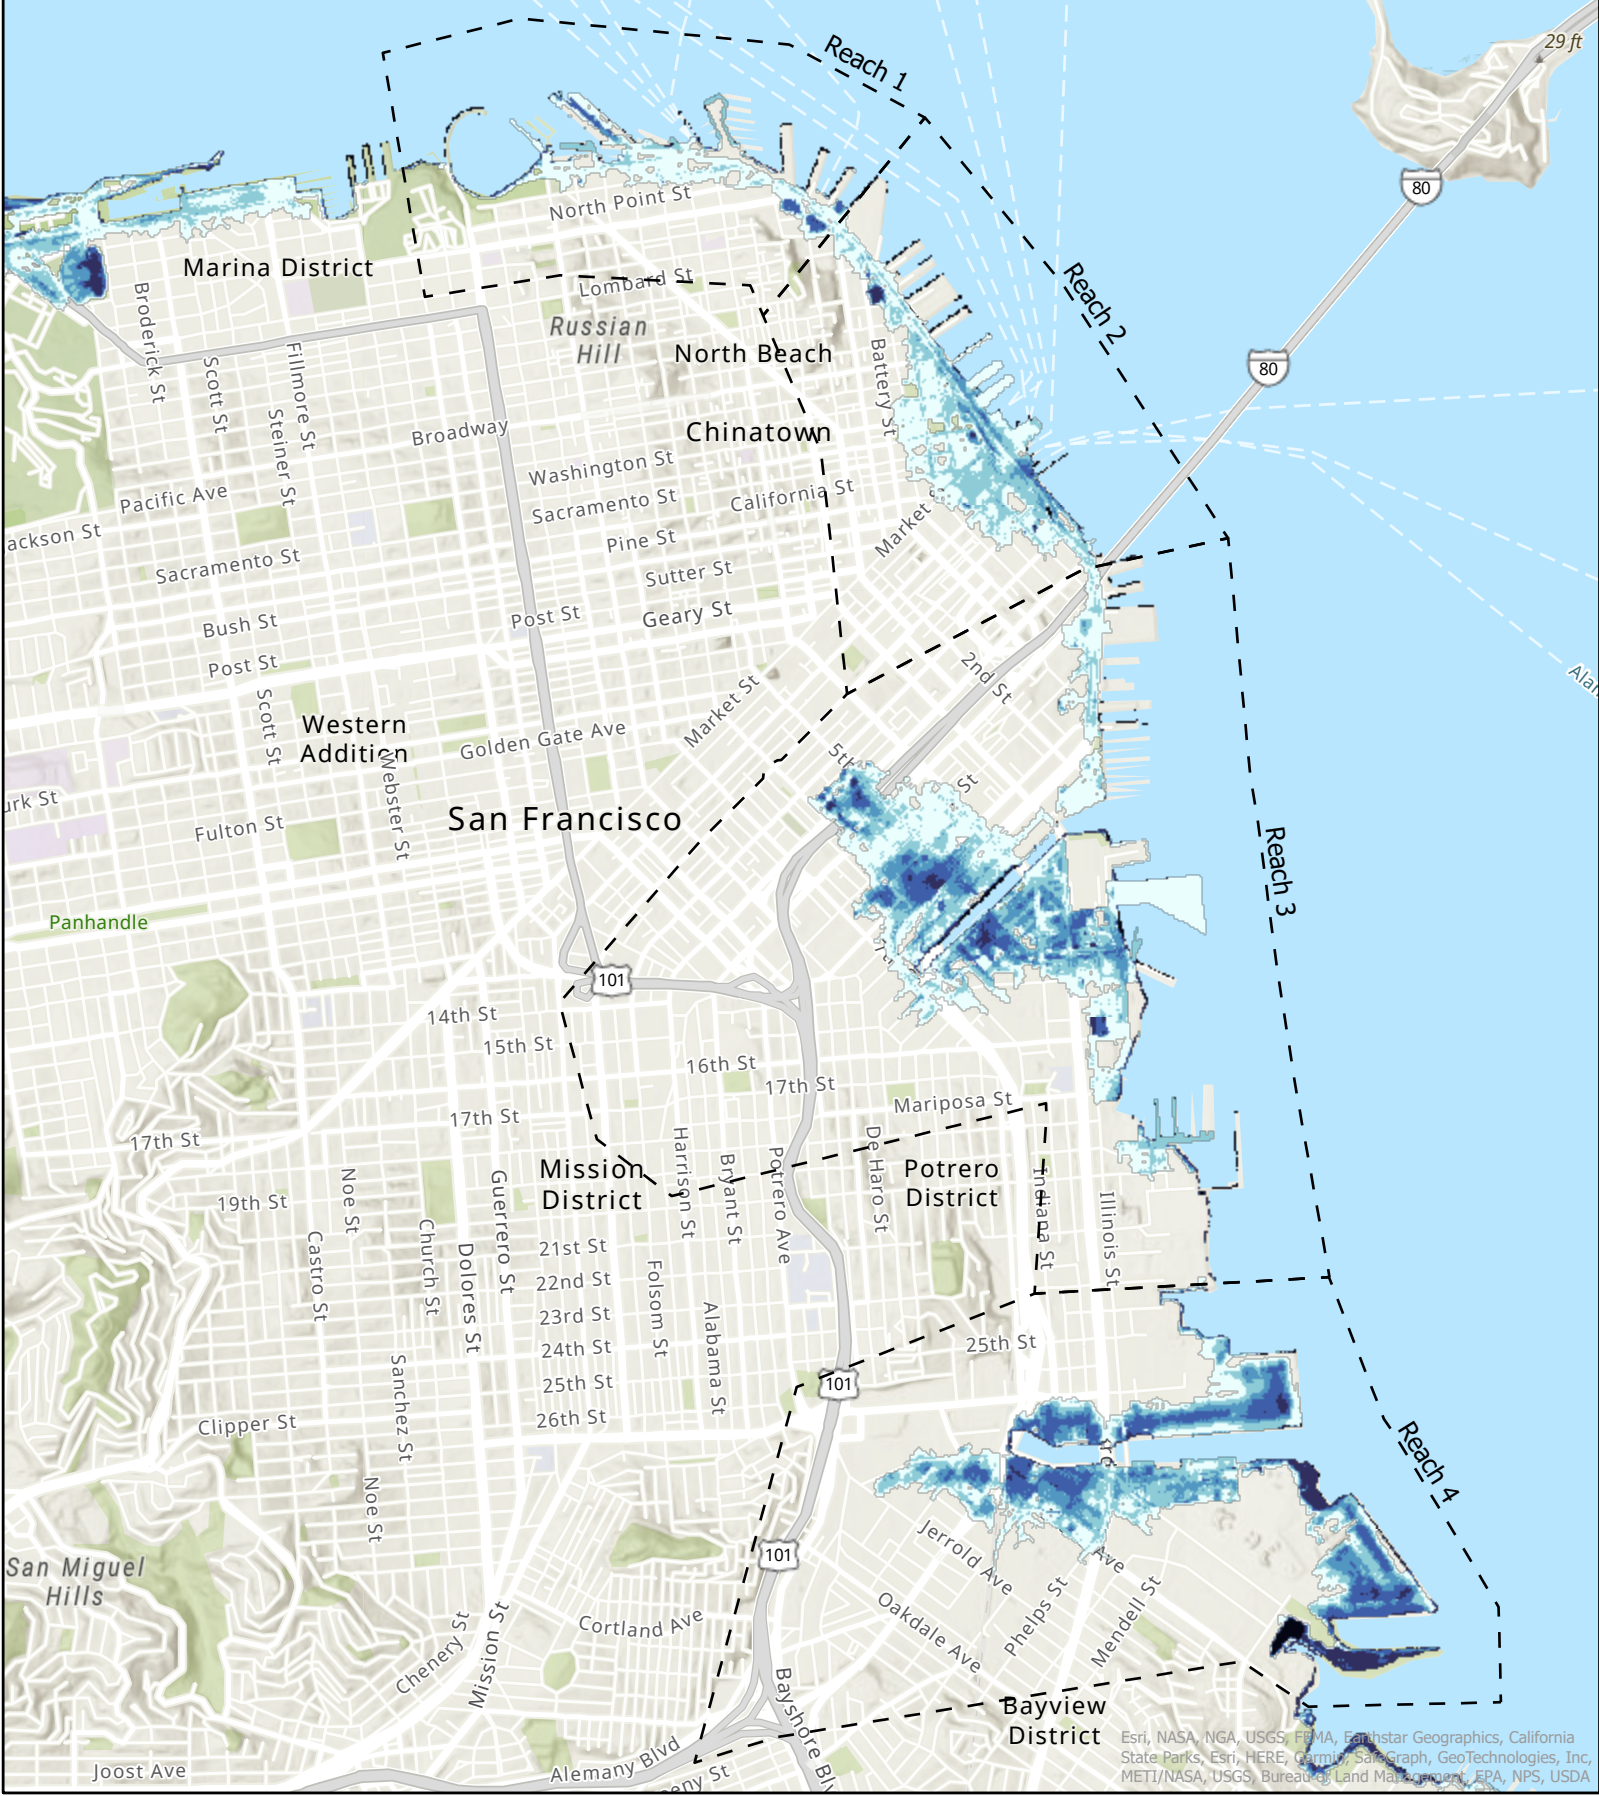 29 ft
Reach 1
80
North Point St
Marina District
Lombard St
Reach 2
Broderick St
Russian
Hill
North Beach
80
Scott St
Fillmore St
Battery St
Steiner St
Broadway
Chinatown
Washington St
Pacific Ave
Sacramento St
California St
Market
ackson St
Pine St
Sacramento St
Sutter St
Post St
Geary St
Bush St
Post St
2nd St
Alan
Scott St
Market St
Western
Addition
Golden Gate Ave
5th
St
Webster St
urk St
Fulton St
San Francisco
Reach 3
Panhandle
101
14th St
15th St
16th St
17th St
17th St
Mariposa St
17th St
Mission
District
Harrison St
Bryant St
Potrero Ave
De Haro St
Potrero
District
Indiana St
Illinois St
19th St
Noe St
Guerrero St
Castro St
Church St
Dolores St
21st St
22nd St
23rd St
24th St
25th St
26th St
Folsom St
Alabama St
25th St
101
Sanchez St
Clipper St
Noe St
Reach 4
101
San Miguel
Hills
Jerrold Ave
Ave
Oakdale Ave
Phelps St
Mendell St
Cortland Ave
Chenery St
Mission St
Bayshore Blv
Bayview
District
Joost Ave
Alemany Blvd
eny St
Esri, NASA, NGA, USGS, FEMA, Earthstar Geographics, California
State Parks, Esri, HERE, Garmin, SafeGraph, GeoTechnologies, Inc,
METI/NASA, USGS, Bureau of Land Management, EPA, NPS, USDA